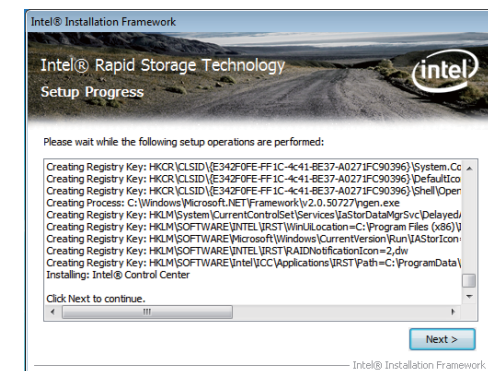 Intel® Installation Framework
Intel® Rapid Storage Technology
Setup Progress
intel
Please wait while the following setup operations are performed:
Creating Registry Key: HKCR\CLSID\{E342F0FE-FF1C-4c41-BE37-A0271FC90396}\System.Co
Creating Registry Key: HKCR\CLSID\{E342F0FE-FF1C-4c41-BE37-A0271FC90396}\DefaultIco
Creating Registry Key: HKCR\CLSID\{E342F0FE-FF1C-4c41-BE37-A0271FC90396}\Shell\Open
Creating Process: C:\Windows\Microsoft.NET\Framework\v2.0.50727\ngen.exe
Creating Registry Key: HKLM\System\CurrentControlSet\Services\IaStorDataMgrSvc\DelayedA
Creating Registry Key: HKLM\SOFTWARE\INTEL\IRST\WinUiLocation=C:\Program Files (x86)\I
Creating Registry Key: HKLM\SOFTWARE\Microsoft\Windows\CurrentVersion\Run\IAStorIcon=
Creating Registry Key: HKLM\SOFTWARE\INTEL\IRST\RAIDNotificationIcon=2,dw
Creating Registry Key: HKLM\SOFTWARE\Intel\ICC\Applications\IRST\Path=C:\ProgramData\
Installing: Intel® Control Center
Click Next to continue.
Next >
Intel® Installation Framework